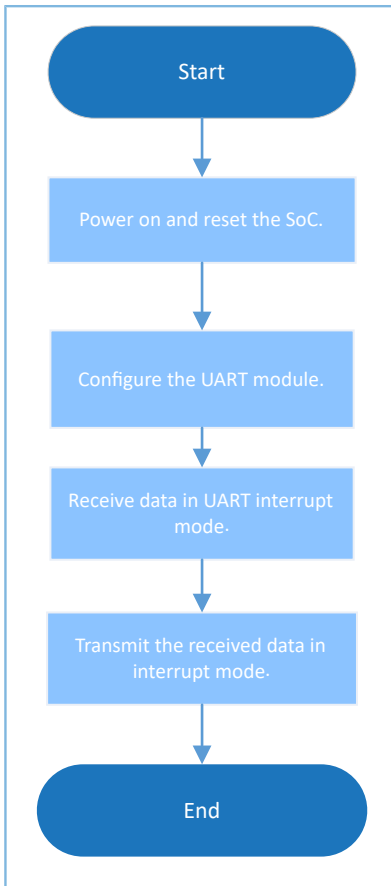 Start
Power on and reset the SoC.
Configure the UART module.
Receive data in UART interrupt
mode.
Transmit the received data in
interrupt mode.
End